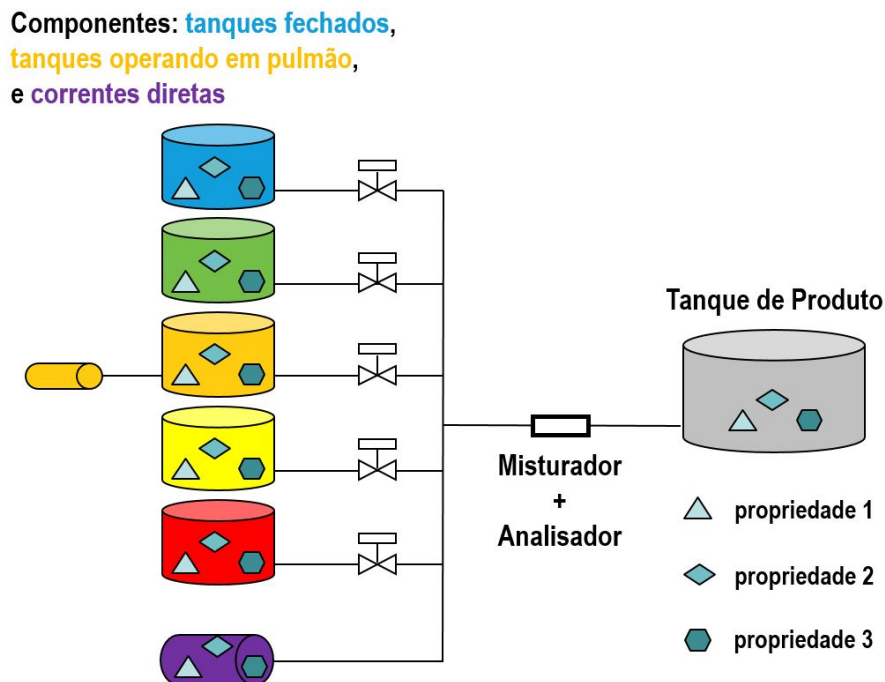 Componentes: tanques fechados,
tanques operando em pulmão,
e correntes diretas
Tanque de Produto
Misturador
+
Analisador
propriedade 1
propriedade 2
propriedade 3